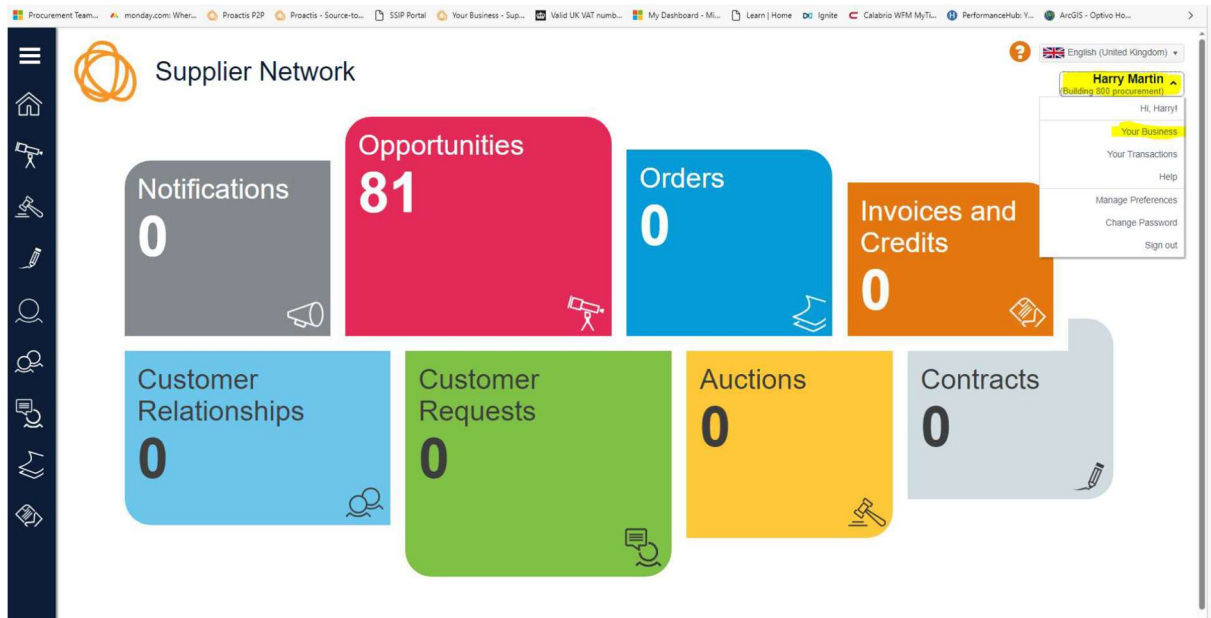 Procurement Team...
monday.com: Wher...
Proactis P2P
Proactis - Source-to...
SSIP Portal
Your Business - Sup...
Valid UK VAT numb...
My Dashboard - Mi...
Learn | Home
Ignite
Calabrio WFM MyTi...
PerformanceHub: Y...
ArcGIS - Optivo Ho...
Supplier Network
English (United Kingdom)
Harry Martin
(Building 800 procurement)
Hi, Harry!
Your Business
Your Transactions
Help
Manage Preferences
Change Password
Sign out
Notifications
0
Opportunities
81
Orders
0
Invoices and
Credits
0
Customer
Relationships
0
Customer
Requests
0
Auctions
0
Contracts
0